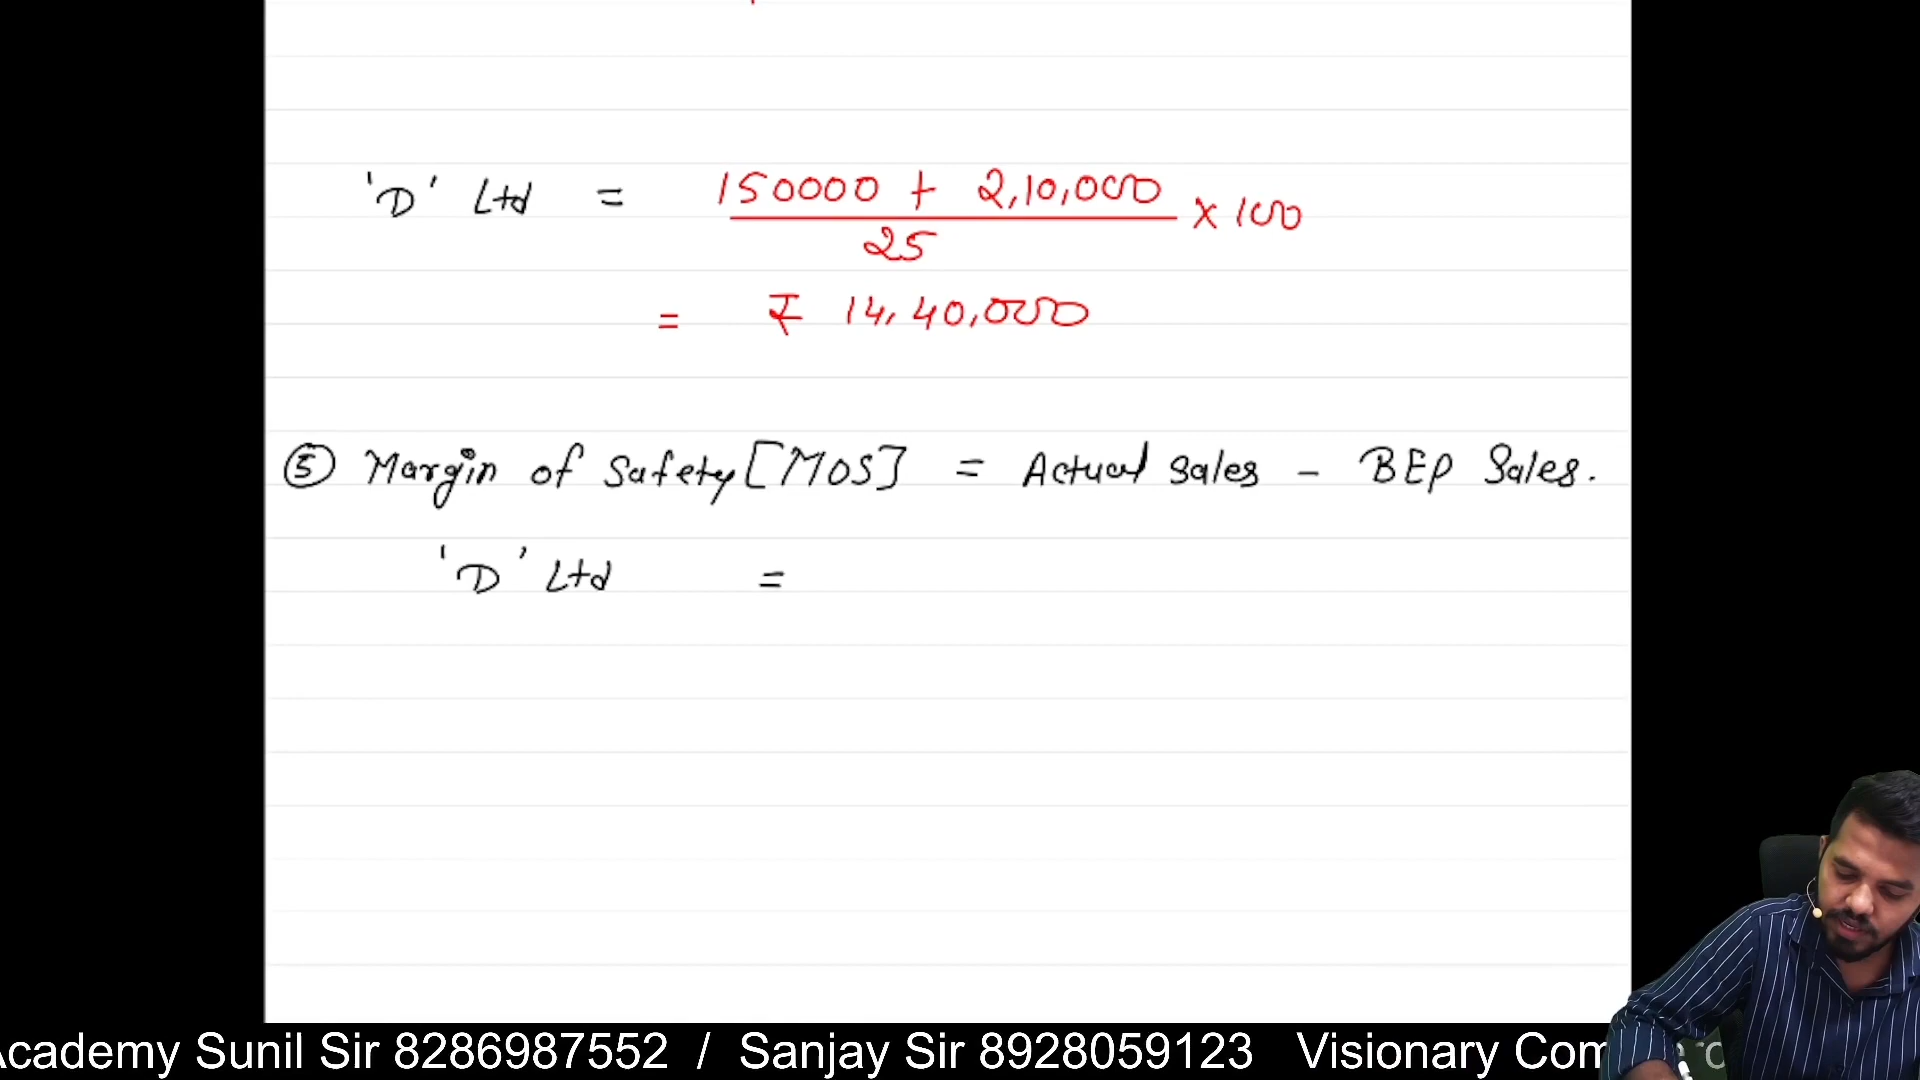 'D' Ltd = 150000 + 2,10,000 / 25 × 100
= ₹ 14,40,000
⑤ Margin of Safety [MOS] = Actual Sales - BEP Sales.
'D' Ltd =
Academy Sunil Sir 8286987552 / Sanjay Sir 8928059123 Visionary Com